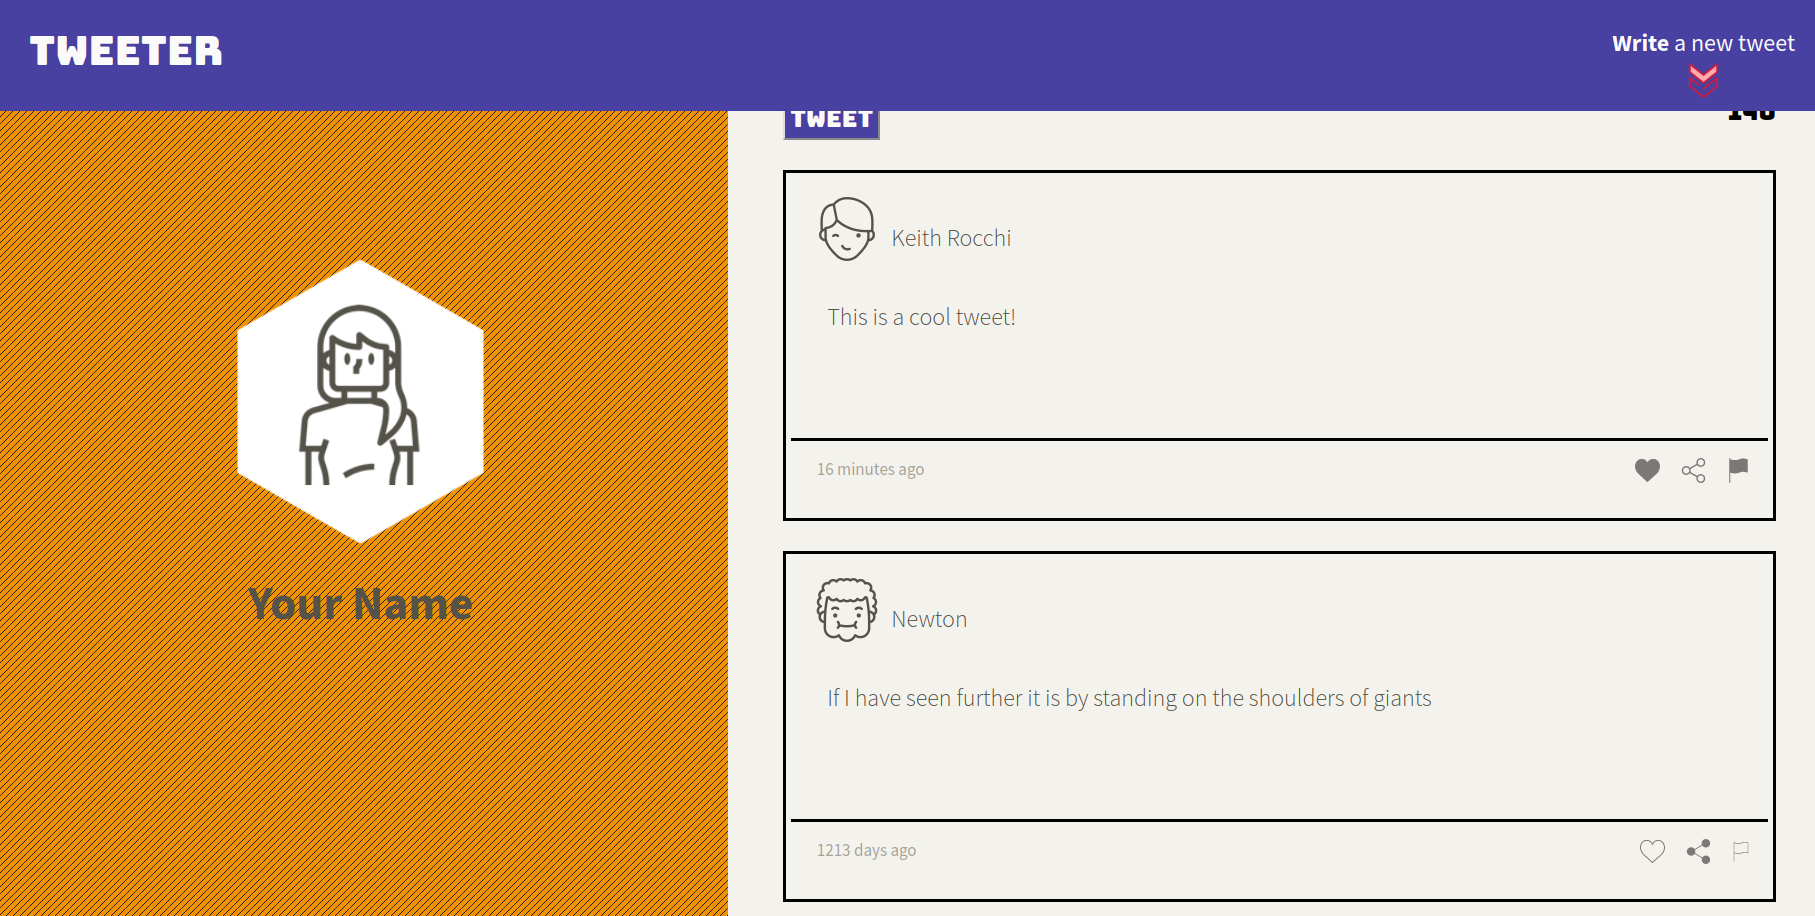 TWEETER
Write a new tweet
TWEET
140
Your Name
Keith Rocchi
This is a cool tweet!
16 minutes ago
Newton
If I have seen further it is by standing on the shoulders of giants
1213 days ago